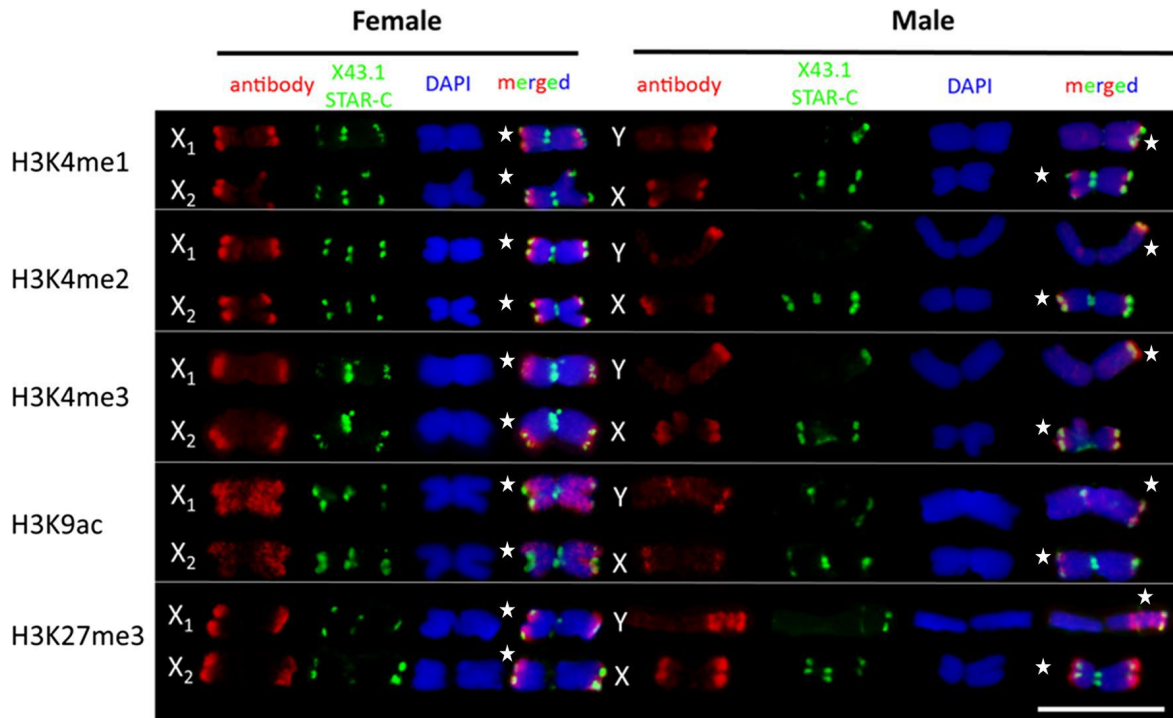 Female Male
antibody X43.1 STAR-C DAPI merged antibody X43.1 STAR-C DAPI merged
H3K4me1
X1 Y
X2 X
H3K4me2
X1 Y
X2 X
H3K4me3
X1 Y
X2 X
H3K9ac
X1 Y
X2 X
H3K27me3
X1 Y
X2 X